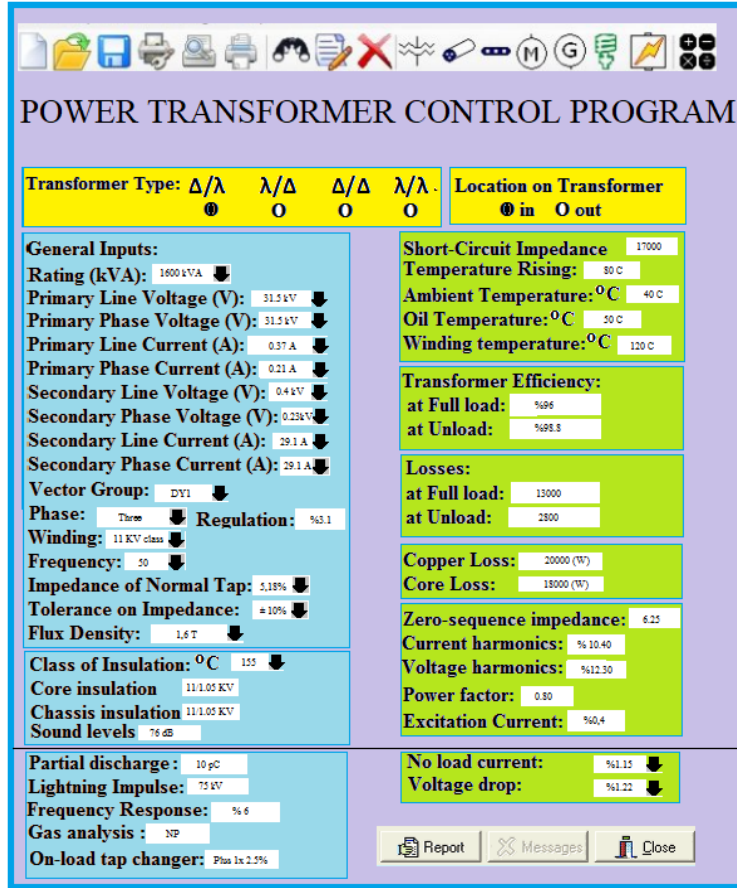 M G
POWER TRANSFORMER CONTROL PROGRAM
Transformer Type: Δ/λ λ/Δ Δ/Δ λ/λ.
Location on Transformer
in O out
General Inputs:
Rating (kVA): 1600 kVA
Primary Line Voltage (V): 31.5 kV
Primary Phase Voltage (V): 31.5 kV
Primary Line Current (A): 0.37 A
Primary Phase Current (A): 0.21 A
Secondary Line Voltage (V): 0.4 kV
Secondary Phase Voltage (V): 0.23kV
Secondary Line Current (A): 29.1 A
Secondary Phase Current (A): 29.1 A
Vector Group: DY1
Phase: Three Regulation: %3.1
Winding: 11 KV class
Frequency: 50
Impedance of Normal Tap: 5,18%
Tolerance on Impedance: ±10%
Flux Density: 1,6 T
Class of Insulation: ºC 155
Core insulation 11/1.05 KV
Chassis insulation 11/1.05 KV
Sound levels 76 dB
Partial discharge : 10 pC
Lightning Impulse: 75 kV
Frequency Response: % 6
Gas analysis : NP
On-load tap changer: Plus 1x 2.5%
Short-Circuit Impedance 17000
Temperature Rising: 80 C
Ambient Temperature:ºC 40 C
Oil Temperature:ºC 50 C
Winding temperature:ºC 120 C
Transformer Efficiency:
at Full load: %96
at Unload: %98.8
Losses:
at Full load: 13000
at Unload: 2800
Copper Loss: 20000 (W)
Core Loss: 18000 (W)
Zero-sequence impedance: 6.25
Current harmonics: % 10.40
Voltage harmonics: %12.30
Power factor: 0.80
Excitation Current: %0,4
No load current: %1.15
Voltage drop: %1.22
Report Messages Close